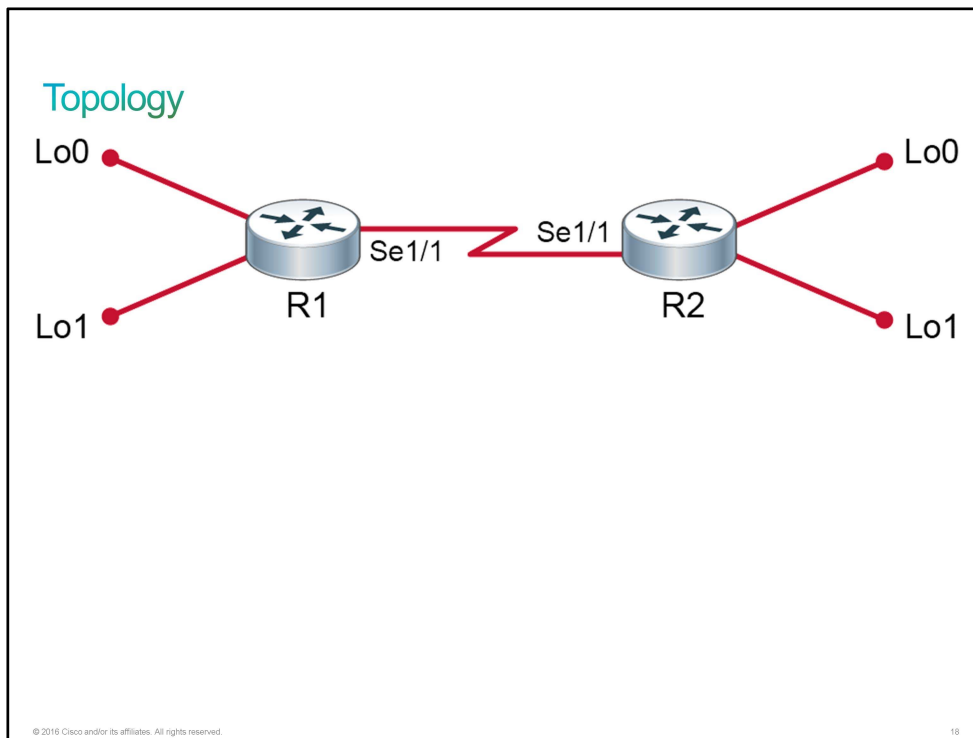 Topology
Lo0
Lo0
Se1/1
Se1/1
R1
R2
Lo1
Lo1
© 2016 Cisco and/or its affiliates. All rights reserved.
18